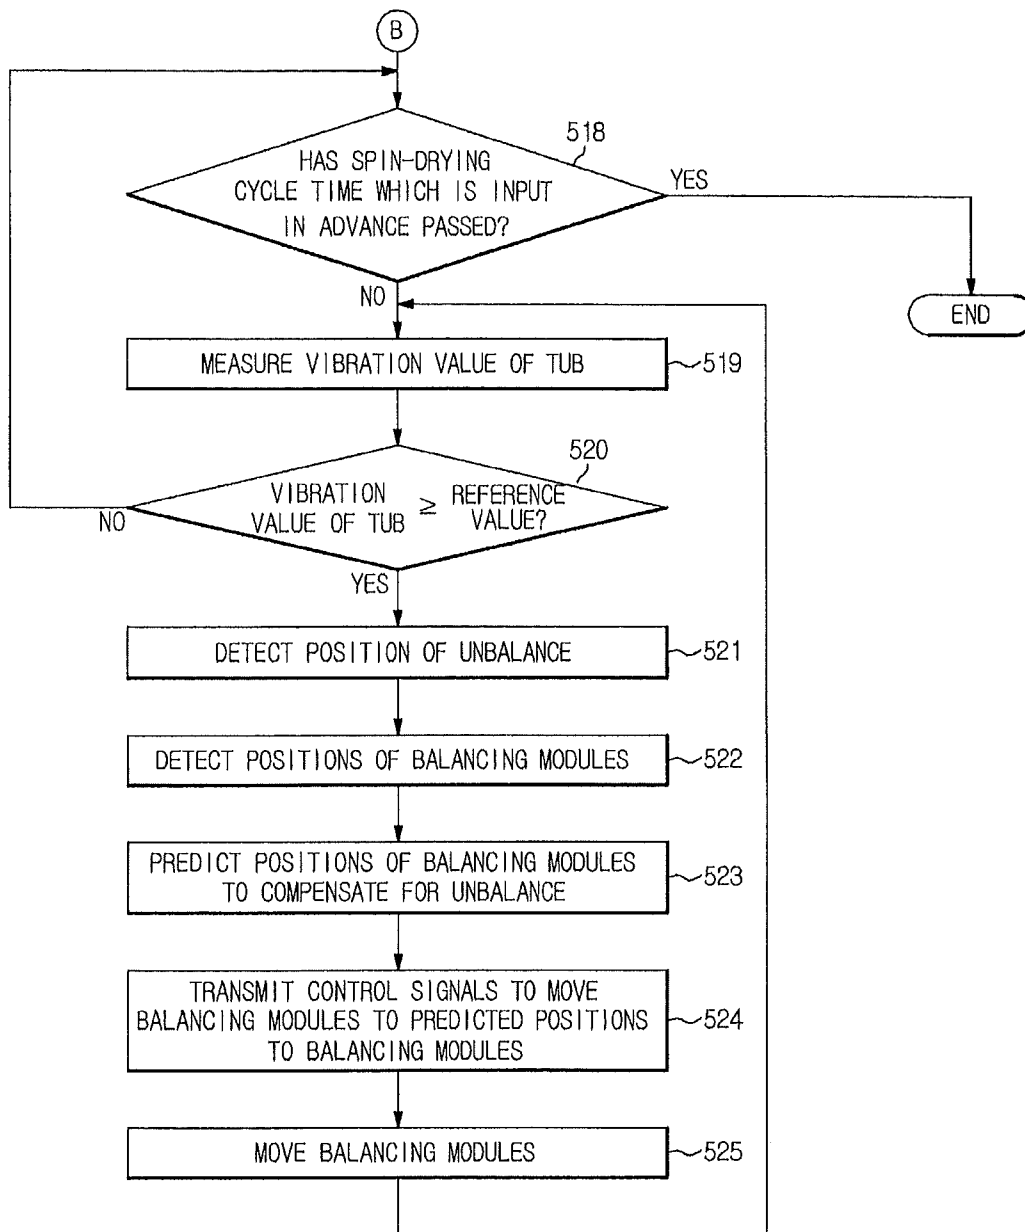 B
518
HAS SPIN-DRYING
CYCLE TIME WHICH IS INPUT
IN ADVANCE PASSED?
YES
NO
END
MEASURE VIBRATION VALUE OF TUB
519
520
VIBRATION
VALUE OF TUB
≥
REFERENCE
VALUE?
NO
YES
DETECT POSITION OF UNBALANCE
521
DETECT POSITIONS OF BALANCING MODULES
522
PREDICT POSITIONS OF BALANCING MODULES
TO COMPENSATE FOR UNBALANCE
523
TRANSMIT CONTROL SIGNALS TO MOVE
BALANCING MODULES TO PREDICTED POSITIONS
TO BALANCING MODULES
524
MOVE BALANCING MODULES
525